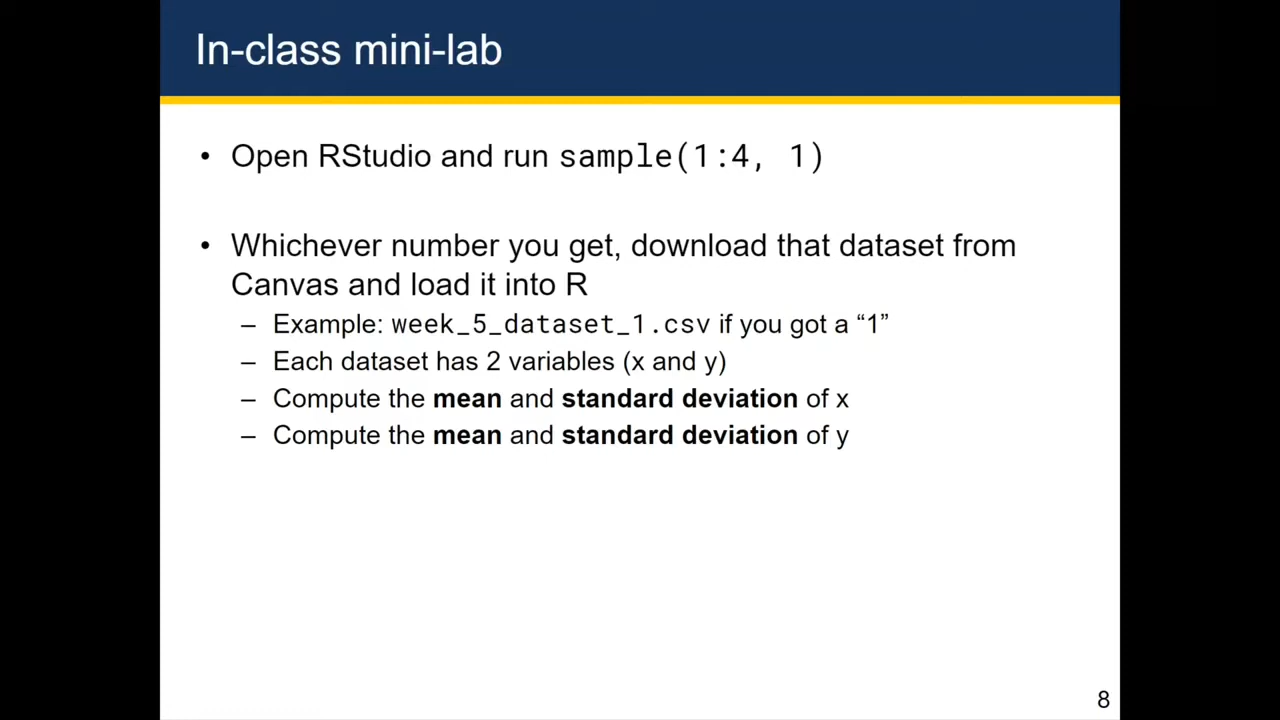 In-class mini-lab
• Open RStudio and run sample(1:4, 1)
• Whichever number you get, download that dataset from
Canvas and load it into R
– Example: week_5_dataset_1.csv if you got a “1”
– Each dataset has 2 variables (x and y)
– Compute the mean and standard deviation of x
– Compute the mean and standard deviation of y
8